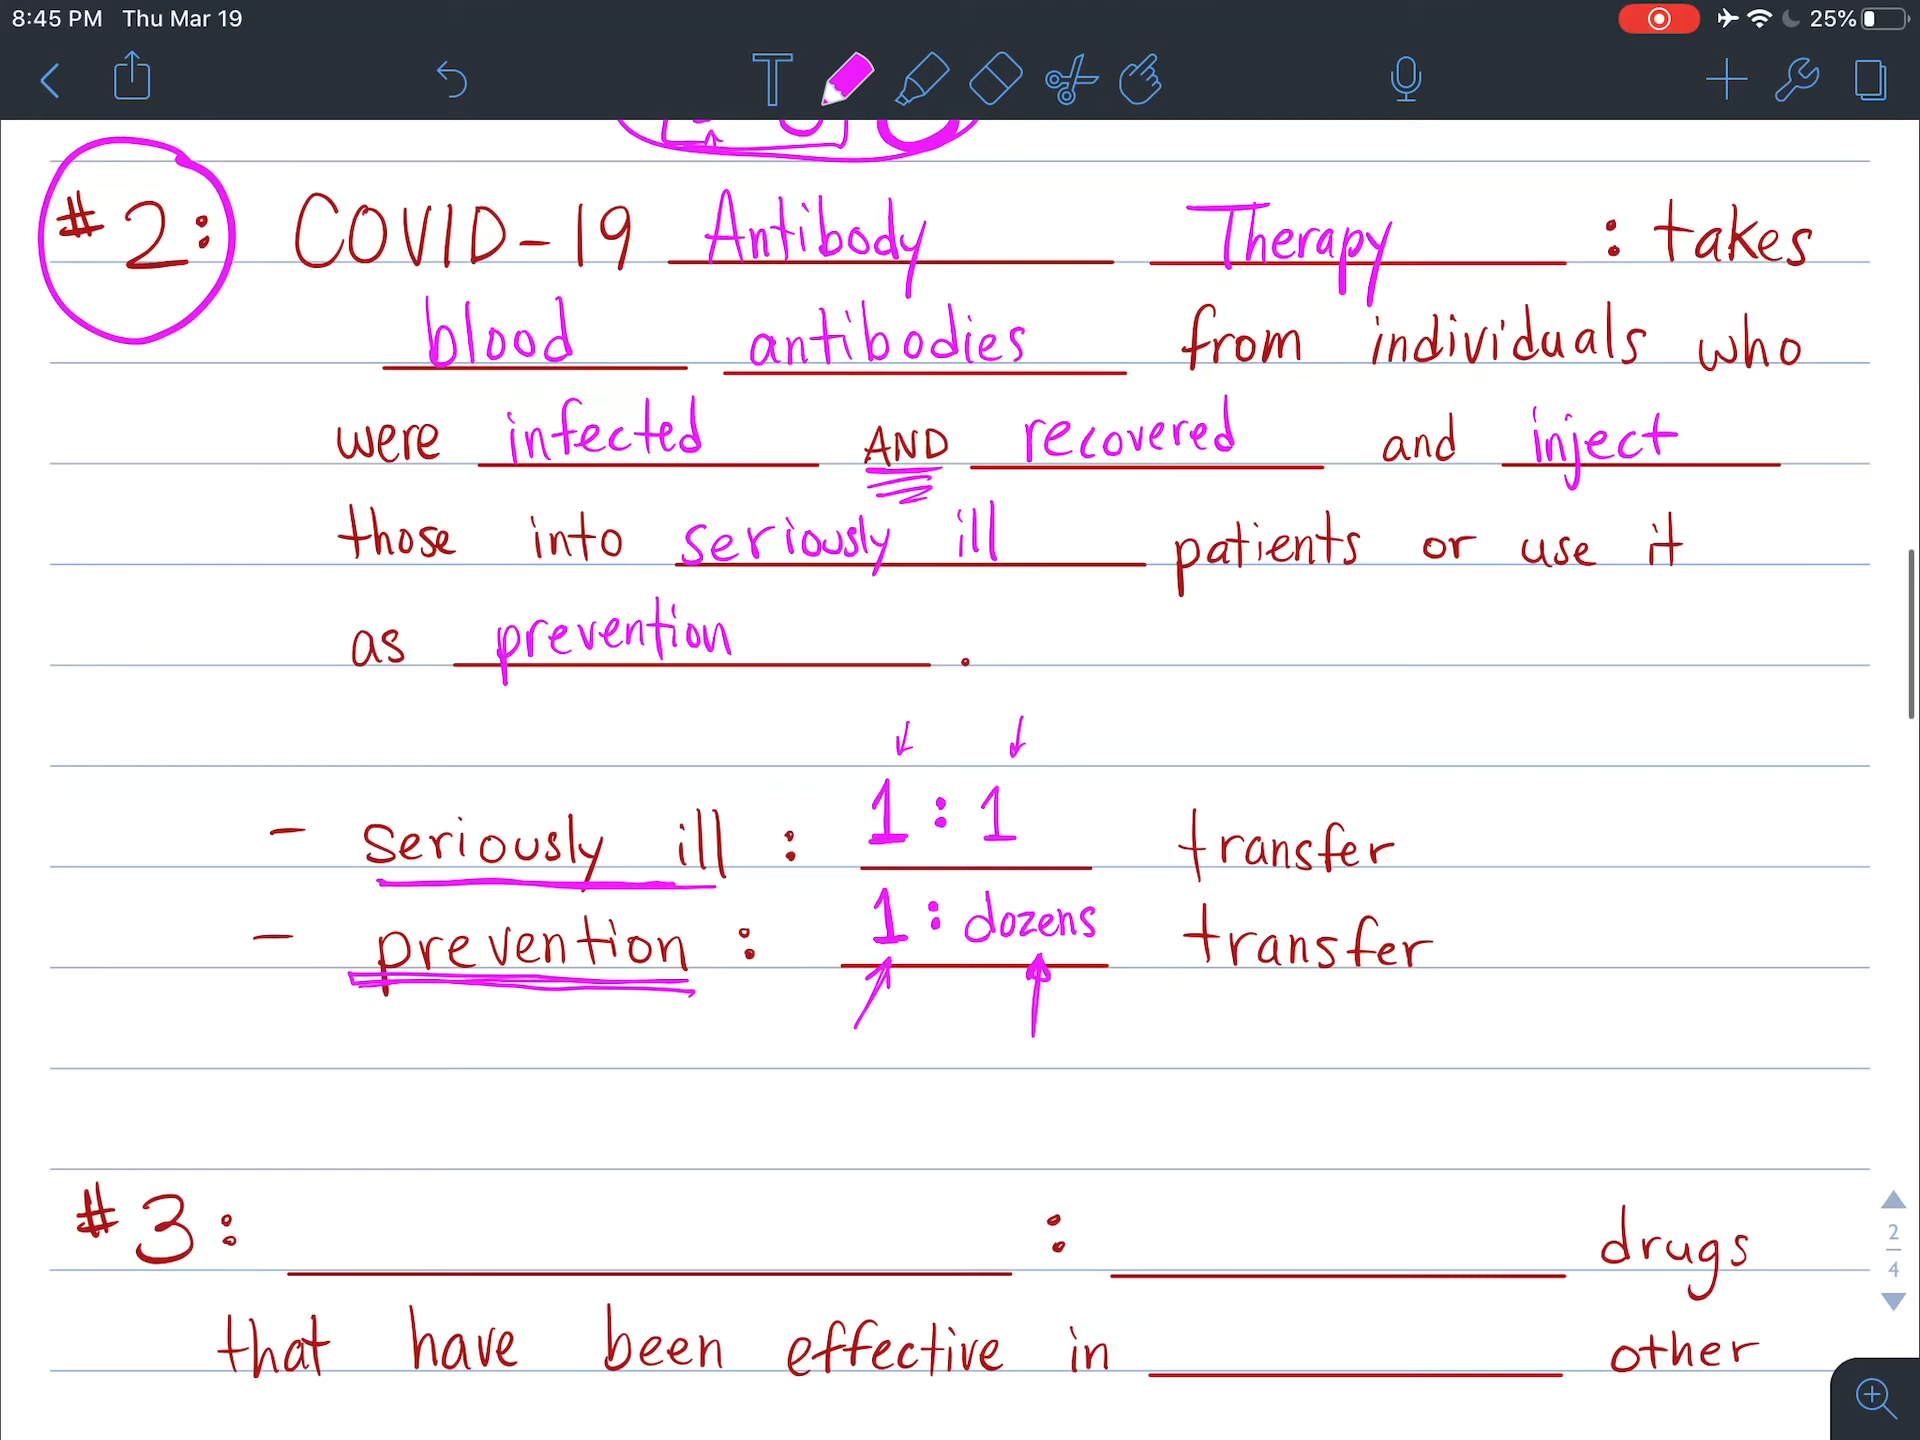 8:45 PM Thu Mar 19 25%
T
#2: COVID-19 Antibody Therapy : takes
blood antibodies from individuals who
were infected AND recovered and inject
those into seriously ill patients or use it
as prevention .
- seriously ill : 1 : 1 transfer
- prevention : 1 : dozens transfer
#3: : drugs
2
4
that have been effective in other